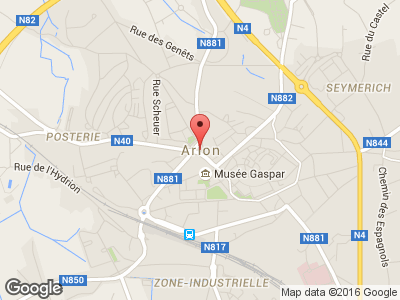 N82
N881
N4
Rue des Genêts
Rue du Castel
Rue Scheuer
SEYMERICH
N882
POSTERIE
N40
Arlon
N844
Rue de l'Hydrion
N881
Musée Gaspar
Chemin des Espagnols
N881
N4
N817
N850
ZONE-INDUSTRIELLE
Google
Map data ©2016 Google